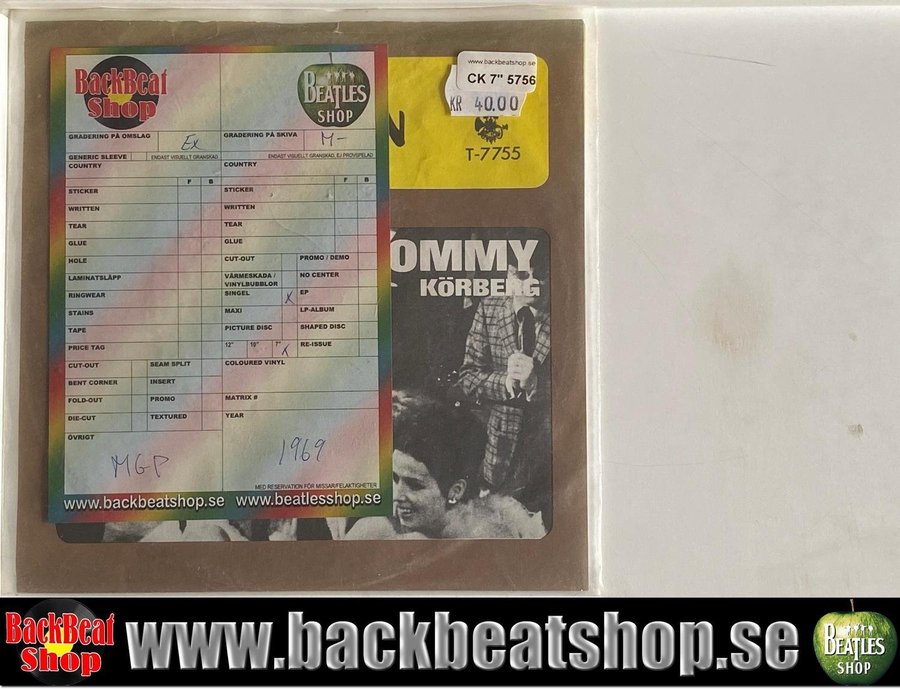 BackBeat
Shop
BEATLES
SHOP
GRADERING PÅ OMSLAG
Ex
GRADERING PÅ SKIVA
M-
GENERIC SLEEVE
ENDAST VISUELLT GRANSKAD
ENDAST VISUELLT GRANSKAD, EJ PROVSPELAD
COUNTRY
COUNTRY
F B
F B
STICKER
STICKER
WRITTEN
WRITTEN
TEAR
TEAR
GLUE
GLUE
HOLE
CUT-OUT
PROMO / DEMO
LAMINATSLÄPP
VÄRMESKADA /
VINYLBUBBLOR
NO CENTER
RINGWEAR
SINGEL
X
EP
STAINS
MAXI
LP-ALBUM
TAPE
PICTURE DISC
SHAPED DISC
PRICE TAG
12" 10" 7"
X
RE-ISSUE
CUT-OUT
SEAM SPLIT
COLOURED VINYL
BENT CORNER
INSERT
FOLD-OUT
PROMO
MATRIX #
DIE-CUT
TEXTURED
YEAR
ÖVRIGT
MGP
1969
MED RESERVATION FÖR MISSAR/FELAKTIGHETER
www.backbeatshop.se www.beatlesshop.se
www.backbeatshop.se
CK 7" 5756
KR 40.00
N
T-7755
OMMY
KÖRBERG
BackBeat
Shop
www.backbeatshop.se
BEATLES
SHOP